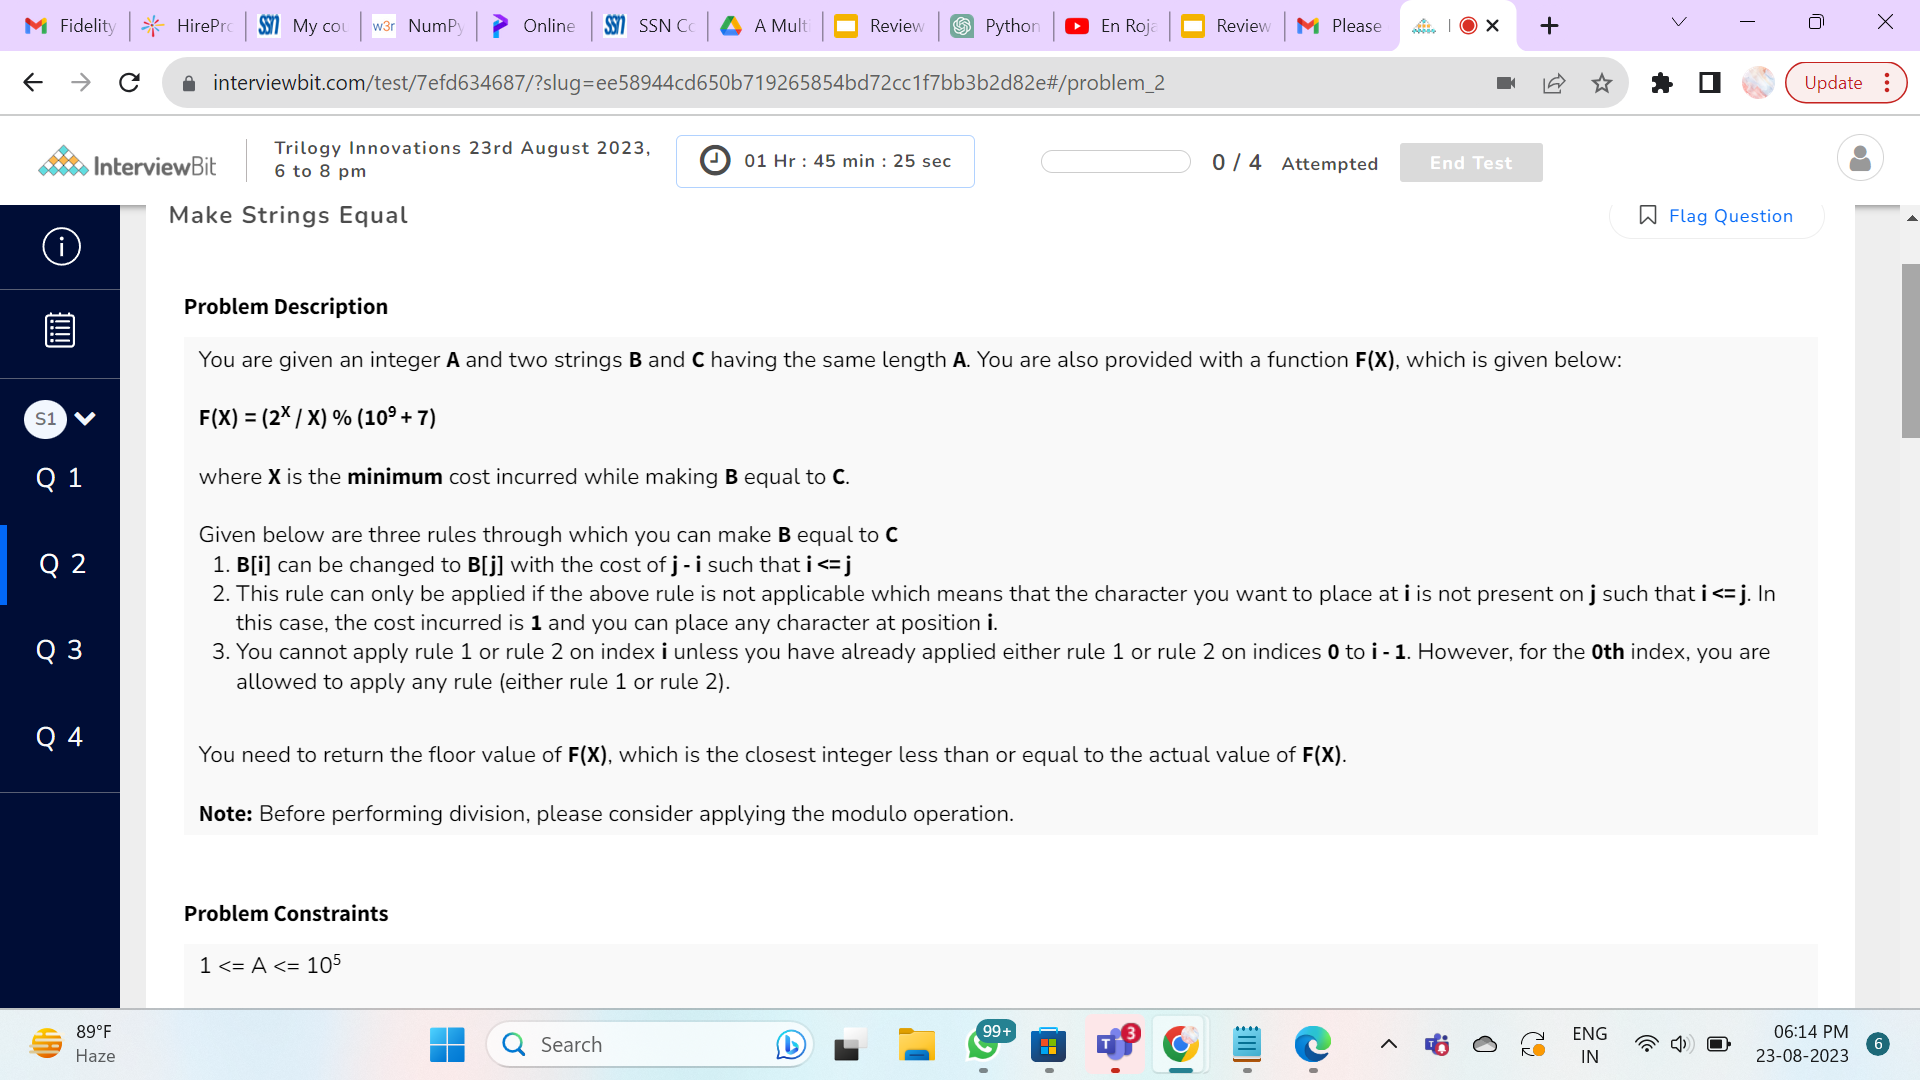 Fidelity
HirePro
My cou
w3r NumPy
Online
SSN Co
A Multi
Review
Python
En Roja
Review
Please
interviewbit.com/test/7efd634687/?slug=ee58944cd650b719265854bd72cc1f7bb3b2d82e#/problem_2
Update
InterviewBit
Trilogy Innovations 23rd August 2023,
6 to 8 pm
01 Hr : 45 min : 25 sec
0 / 4 Attempted
End Test
Make Strings Equal
Flag Question
S1
Q 1
Q 2
Q 3
Q 4
Problem Description
You are given an integer A and two strings B and C having the same length A. You are also provided with a function F(X), which is given below:
F(X) = (2^X / X) % (10^9 + 7)
where X is the minimum cost incurred while making B equal to C.
Given below are three rules through which you can make B equal to C
1. B[i] can be changed to B[j] with the cost of j - i such that i <= j
2. This rule can only be applied if the above rule is not applicable which means that the character you want to place at i is not present on j such that i <= j. In
this case, the cost incurred is 1 and you can place any character at position i.
3. You cannot apply rule 1 or rule 2 on index i unless you have already applied either rule 1 or rule 2 on indices 0 to i - 1. However, for the 0th index, you are
allowed to apply any rule (either rule 1 or rule 2).
You need to return the floor value of F(X), which is the closest integer less than or equal to the actual value of F(X).
Note: Before performing division, please consider applying the modulo operation.
Problem Constraints
1 <= A <= 10^5
89°F
Haze
Search
99+
3
ENG
IN
06:14 PM
23-08-2023
6